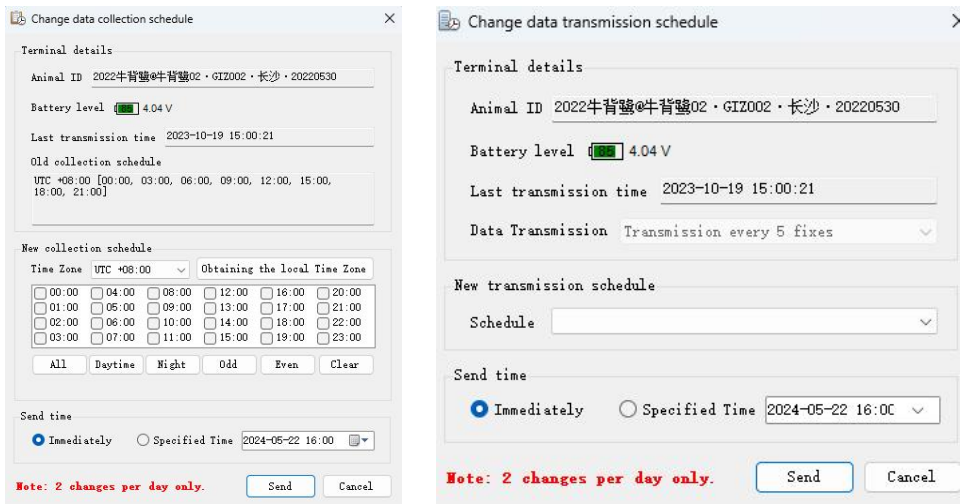 Change data collection schedule
Terminal details
Animal ID 2022牛背鹭@牛背鹭02・GIZ002・长沙・20220530
Battery level 85 4.04 V
Last transmission time 2023-10-19 15:00:21
Old collection schedule
UTC +08:00 [00:00, 03:00, 06:00, 09:00, 12:00, 15:00,
18:00, 21:00]
New collection schedule
Time Zone UTC +08:00 Obtaining the local Time Zone
00:00 04:00 08:00 12:00 16:00 20:00
01:00 05:00 09:00 13:00 17:00 21:00
02:00 06:00 10:00 14:00 18:00 22:00
03:00 07:00 11:00 15:00 19:00 23:00
All Daytime Night Odd Even Clear
Send time
Immediately Specified Time 2024-05-22 16:00
Note: 2 changes per day only. Send Cancel
Change data transmission schedule
Terminal details
Animal ID 2022牛背鹭@牛背鹭02・GIZ002・长沙・20220530
Battery level 85 4.04 V
Last transmission time 2023-10-19 15:00:21
Data Transmission Transmission every 5 fixes
New transmission schedule
Schedule
Send time
Immediately Specified Time 2024-05-22 16:00
Note: 2 changes per day only. Send Cancel